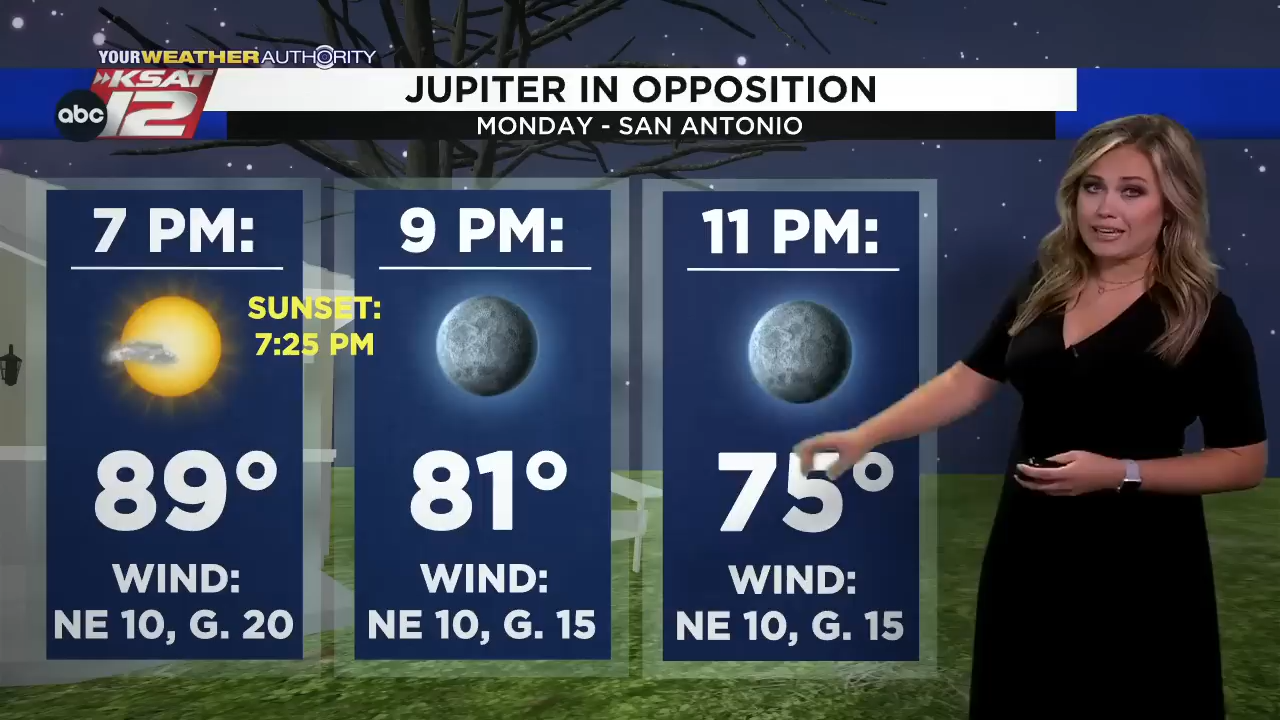 YOUR WEATHER AUTHORITY
KSAT
abc 12
JUPITER IN OPPOSITION
MONDAY - SAN ANTONIO
7 PM:
SUNSET:
7:25 PM
89°
WIND:
NE 10, G. 20
9 PM:
81°
WIND:
NE 10, G. 15
11 PM:
75°
WIND:
NE 10, G. 15